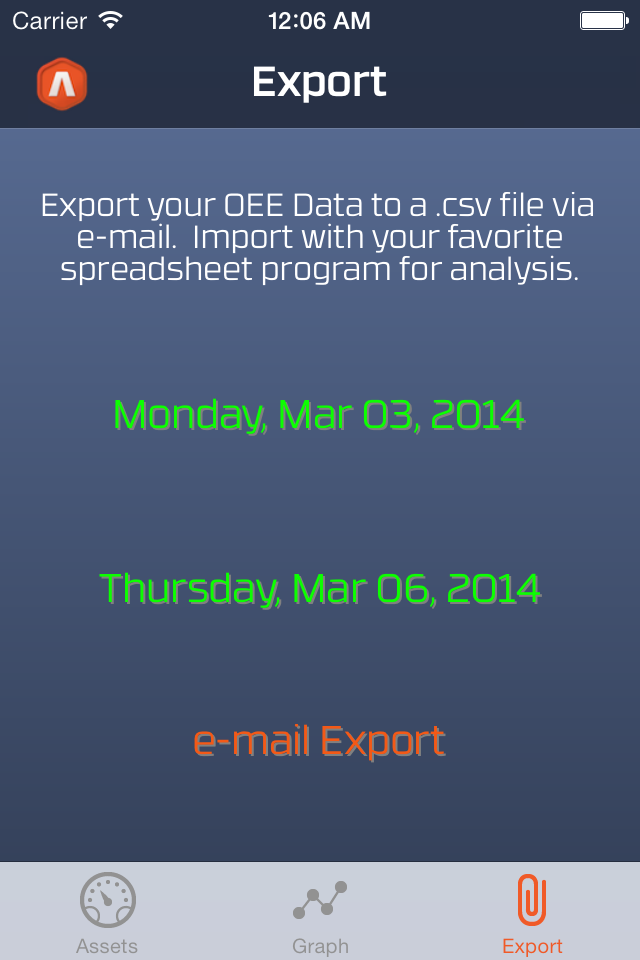 Carrier 12:06 AM
Export
Export your OEE Data to a .csv file via
e-mail.  Import with your favorite
spreadsheet program for analysis.
Monday, Mar 03, 2014
Thursday, Mar 06, 2014
e-mail Export
Assets Graph Export